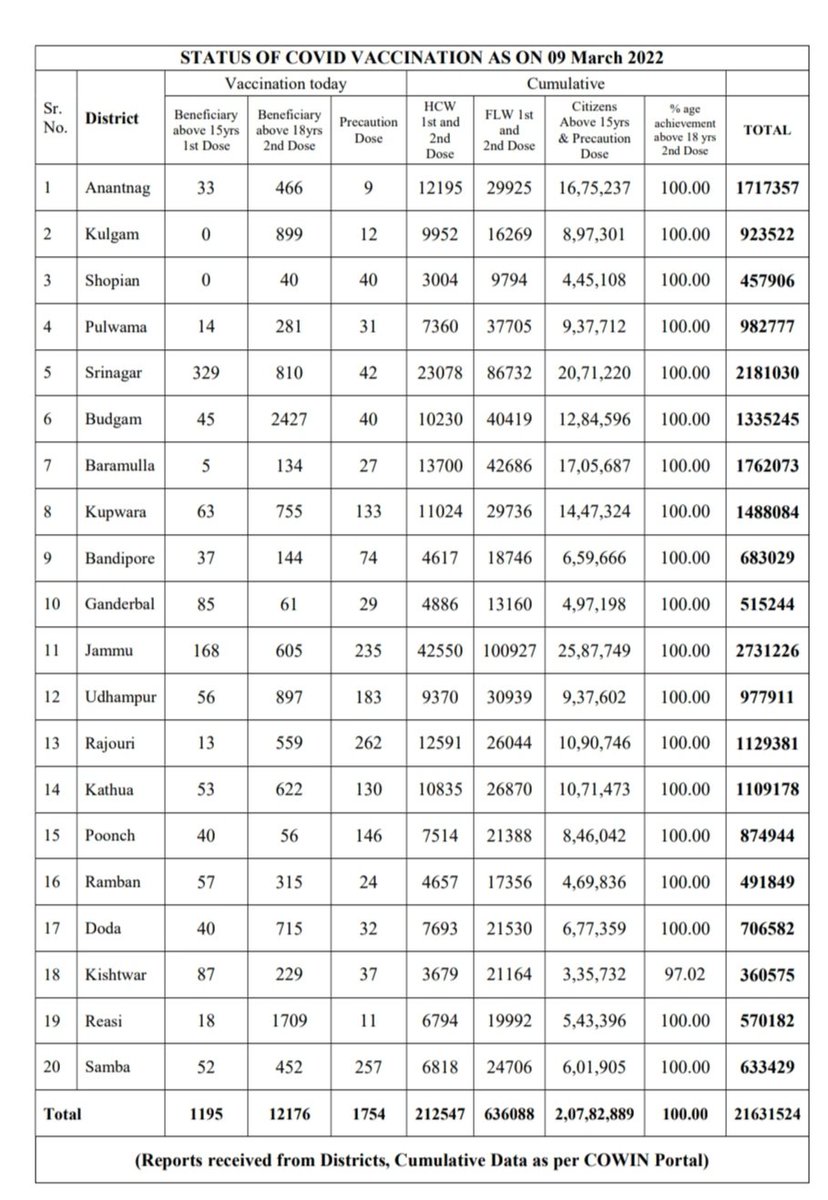 STATUS OF COVID VACCINATION AS ON 09 March 2022
Sr. No. District Vaccination today Cumulative
Beneficiary above 15yrs 1st Dose Beneficiary above 18yrs 2nd Dose Precaution Dose HCW 1st and 2nd Dose FLW 1st and 2nd Dose Citizens Above 15yrs & Precaution Dose % age achievement above 18 yrs 2nd Dose TOTAL
1 Anantnag 33 466 9 12195 29925 16,75,237 100.00 1717357
2 Kulgam 0 899 12 9952 16269 8,97,301 100.00 923522
3 Shopian 0 40 40 3004 9794 4,45,108 100.00 457906
4 Pulwama 14 281 31 7360 37705 9,37,712 100.00 982777
5 Srinagar 329 810 42 23078 86732 20,71,220 100.00 2181030
6 Budgam 45 2427 40 10230 40419 12,84,596 100.00 1335245
7 Baramulla 5 134 27 13700 42686 17,05,687 100.00 1762073
8 Kupwara 63 755 133 11024 29736 14,47,324 100.00 1488084
9 Bandipore 37 144 74 4617 18746 6,59,666 100.00 683029
10 Ganderbal 85 61 29 4886 13160 4,97,198 100.00 515244
11 Jammu 168 605 235 42550 100927 25,87,749 100.00 2731226
12 Udhampur 56 897 183 9370 30939 9,37,602 100.00 977911
13 Rajouri 13 559 262 12591 26044 10,90,746 100.00 1129381
14 Kathua 53 622 130 10835 26870 10,71,473 100.00 1109178
15 Poonch 40 56 146 7514 21388 8,46,042 100.00 874944
16 Ramban 57 315 24 4657 17356 4,69,836 100.00 491849
17 Doda 40 715 32 7693 21530 6,77,359 100.00 706582
18 Kishtwar 87 229 37 3679 21164 3,35,732 97.02 360575
19 Reasi 18 1709 11 6794 19992 5,43,396 100.00 570182
20 Samba 52 452 257 6818 24706 6,01,905 100.00 633429
Total 1195 12176 1754 212547 636088 2,07,82,889 100.00 21631524
(Reports received from Districts, Cumulative Data as per COWIN Portal)